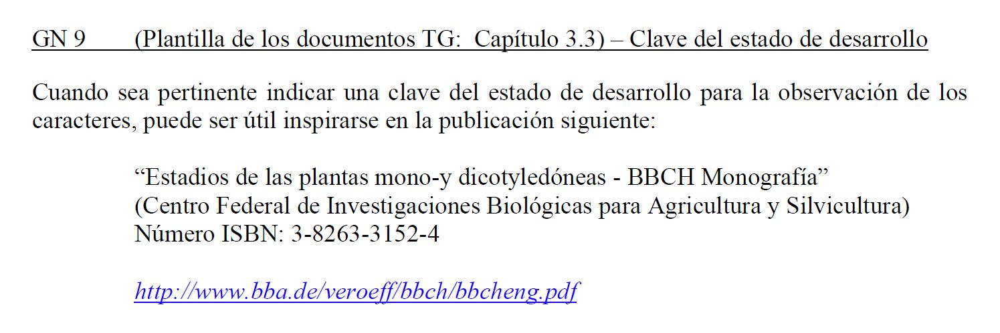 GN 9 (Plantilla de los documentos TG: Capítulo 3.3) – Clave del estado de desarrollo
Cuando sea pertinente indicar una clave del estado de desarrollo para la observación de los
caracteres, puede ser útil inspirarse en la publicación siguiente:
“Estadios de las plantas mono-y dicotyledóneas - BBCH Monografía”
(Centro Federal de Investigaciones Biológicas para Agricultura y Silvicultura)
Número ISBN: 3-8263-3152-4
http://www.bba.de/veroeff/bbch/bbcheng.pdf